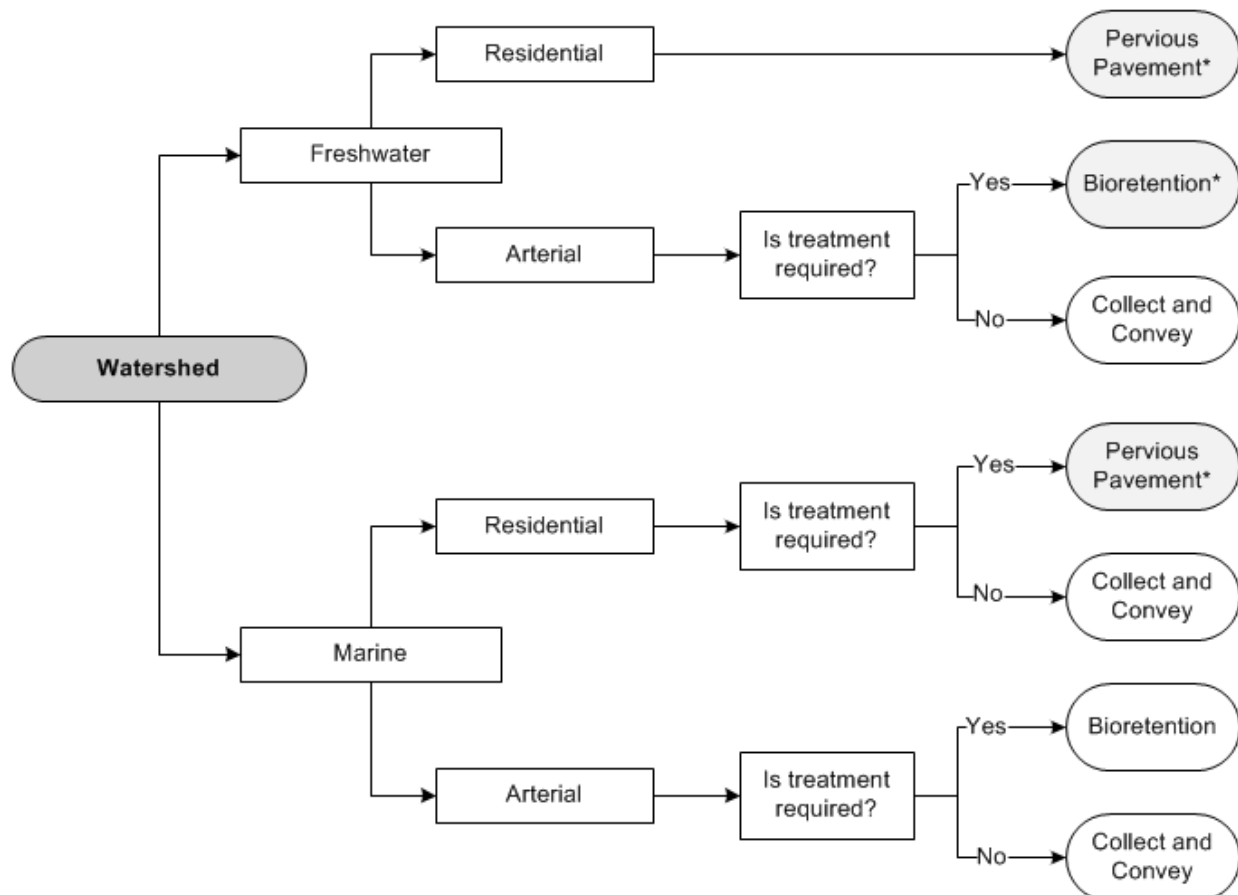 Residential
Pervious
Pavement*
Freshwater
Yes
Bioretention*
Arterial
Is treatment
required?
No
Collect and
Convey
Watershed
Residential
Is treatment
required?
Yes
Pervious
Pavement*
No
Collect and
Convey
Marine
Arterial
Is treatment
required?
Yes
Bioretention
No
Collect and
Convey